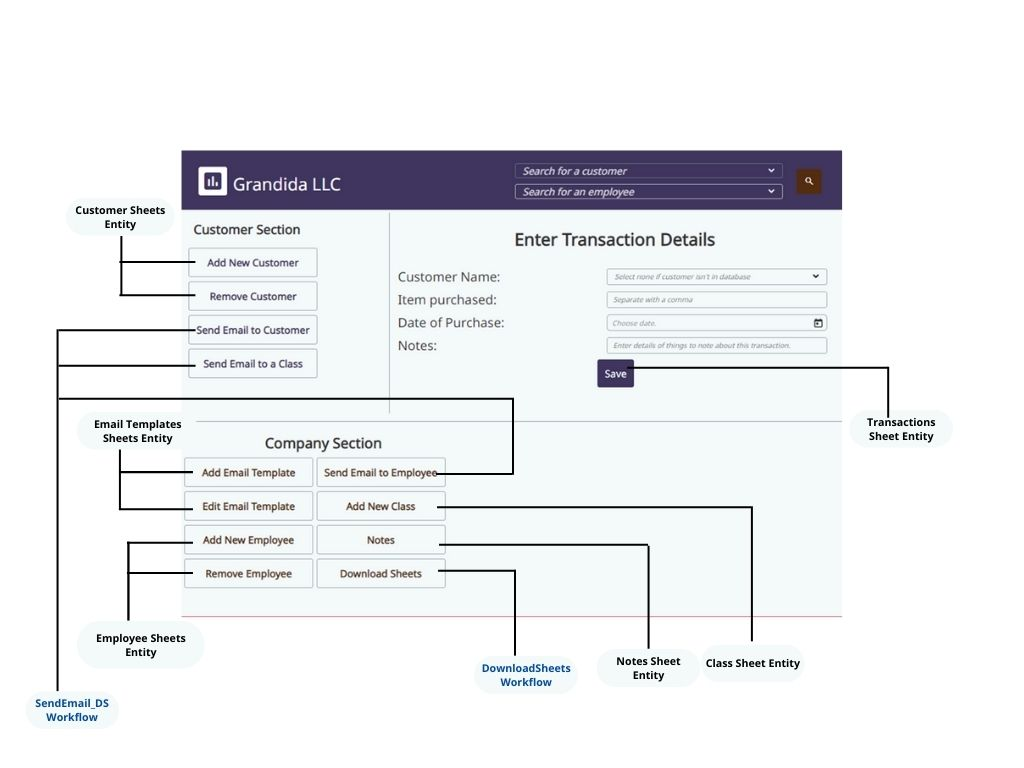 Grandida LLC
Search for a customer
Search for an employee
Customer Sheets
Entity
Customer Section
Add New Customer
Remove Customer
Send Email to Customer
Send Email to a Class
Enter Transaction Details
Customer Name:
Select none if customer isn't in database
Item purchased:
Separate with a comma
Date of Purchase:
Choose date.
Notes:
Enter details of things to note about this transaction.
Save
Transactions
Sheet Entity
Email Templates
Sheets Entity
Company Section
Add Email Template
Send Email to Employee
Edit Email Template
Add New Class
Add New Employee
Notes
Remove Employee
Download Sheets
Employee Sheets
Entity
DownloadSheets
Workflow
Notes Sheet
Entity
Class Sheet Entity
SendEmail_DS
Workflow